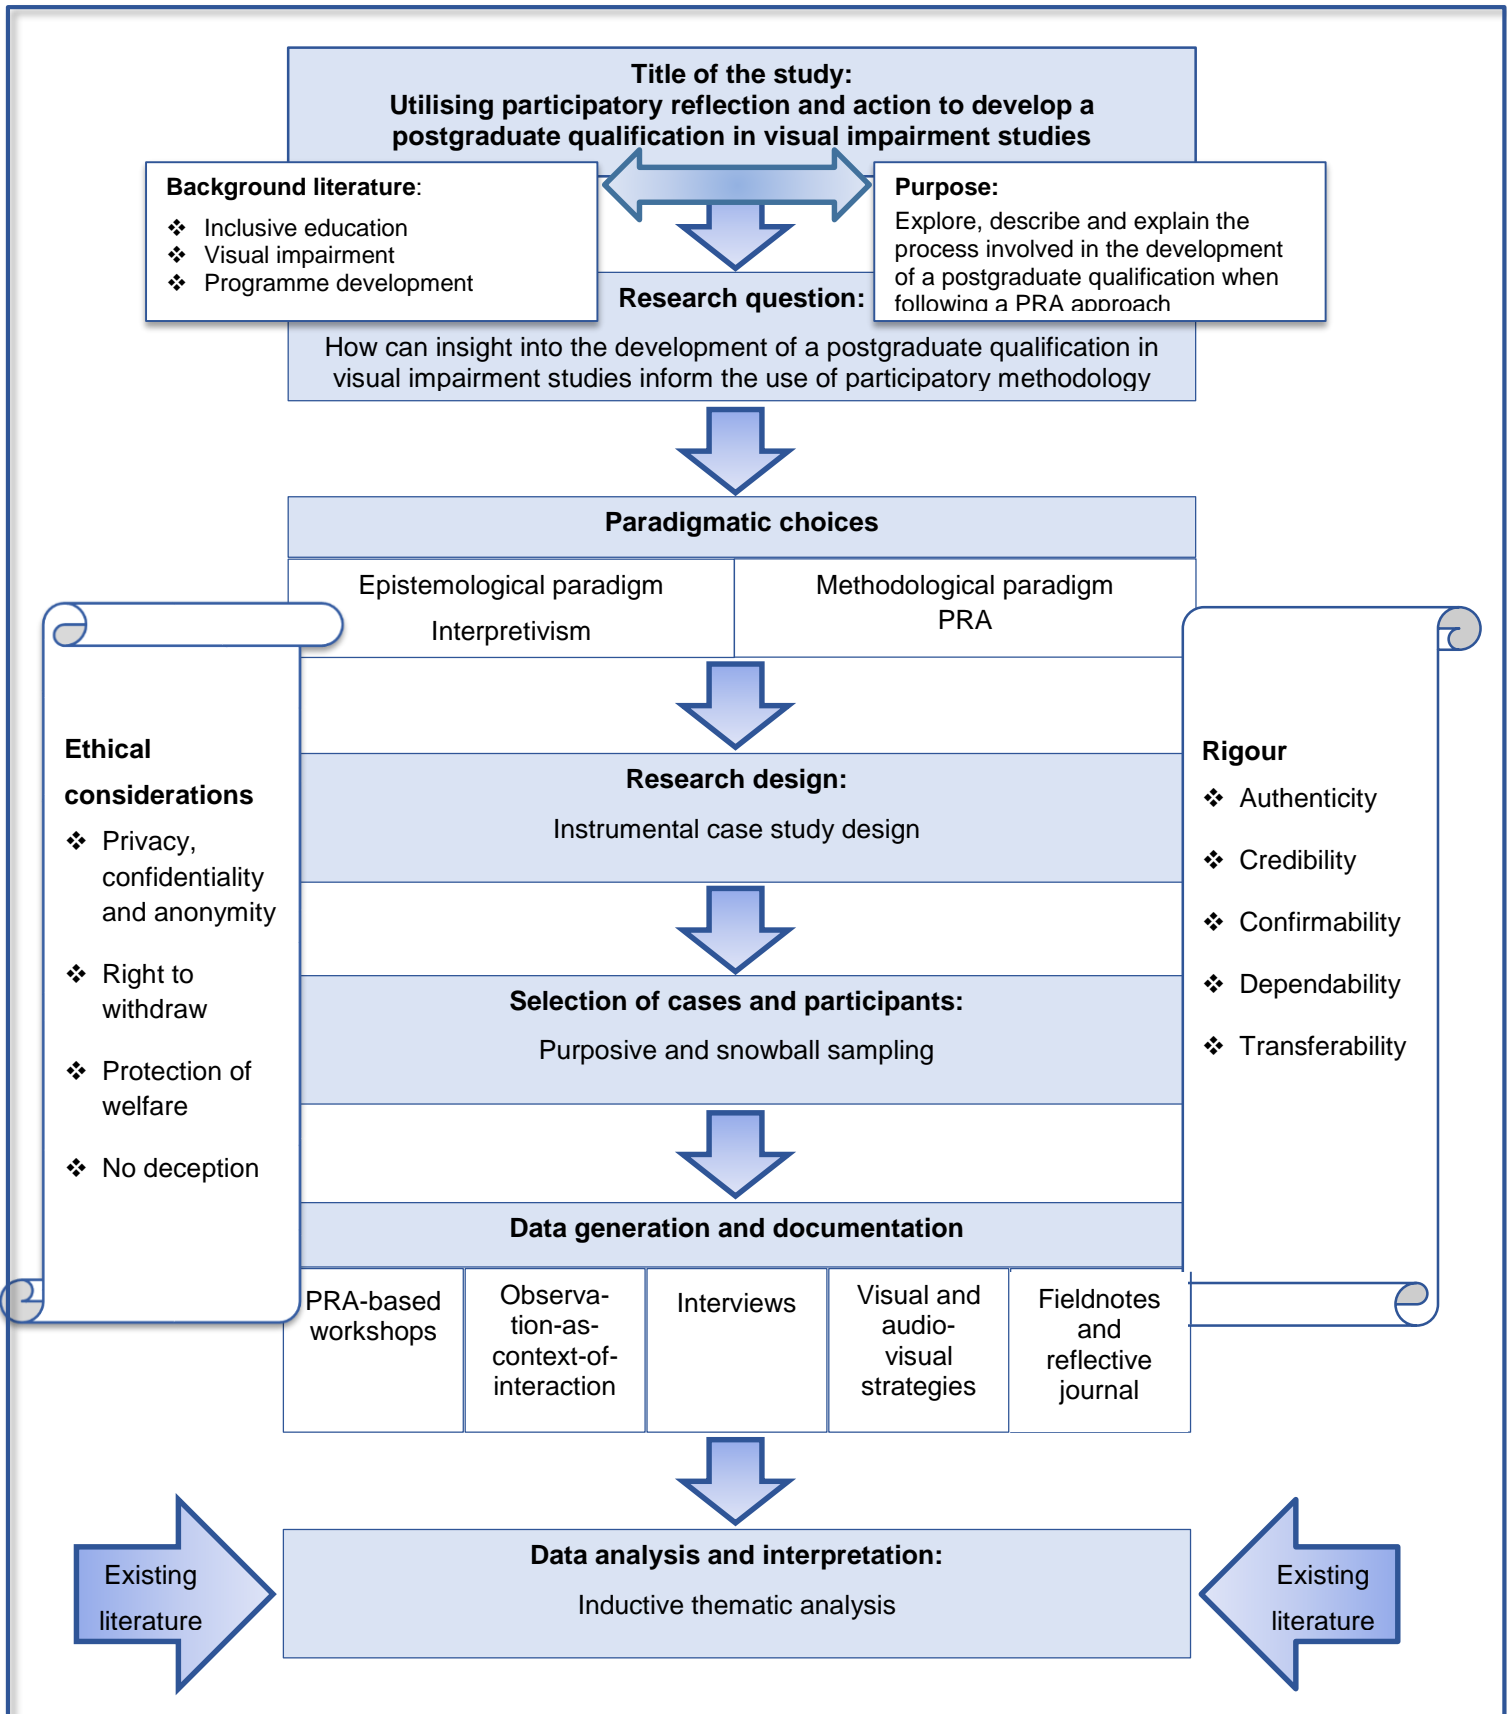 Title of the study:
Utilising participatory reflection and action to develop a
postgraduate qualification in visual impairment studies
Background literature:
❖ Inclusive education
❖ Visual impairment
❖ Programme development
Purpose:
Explore, describe and explain the
process involved in the development
of a postgraduate qualification when
following a PRA approach
Research question:
How can insight into the development of a postgraduate qualification in
visual impairment studies inform the use of participatory methodology
Paradigmatic choices
Epistemological paradigm
Interpretivism
Methodological paradigm
PRA
Ethical
considerations
❖ Privacy,
confidentiality
and anonymity
❖ Right to
withdraw
❖ Protection of
welfare
❖ No deception
Research design:
Instrumental case study design
Selection of cases and participants:
Purposive and snowball sampling
Rigour
❖ Authenticity
❖ Credibility
❖ Confirmability
❖ Dependability
❖ Transferability
Data generation and documentation
PRA-based
workshops
Observa-
tion-as-
context-of-
interaction
Interviews
Visual and
audio-
visual
strategies
Fieldnotes
and
reflective
journal
Existing
literature
Data analysis and interpretation:
Inductive thematic analysis
Existing
literature